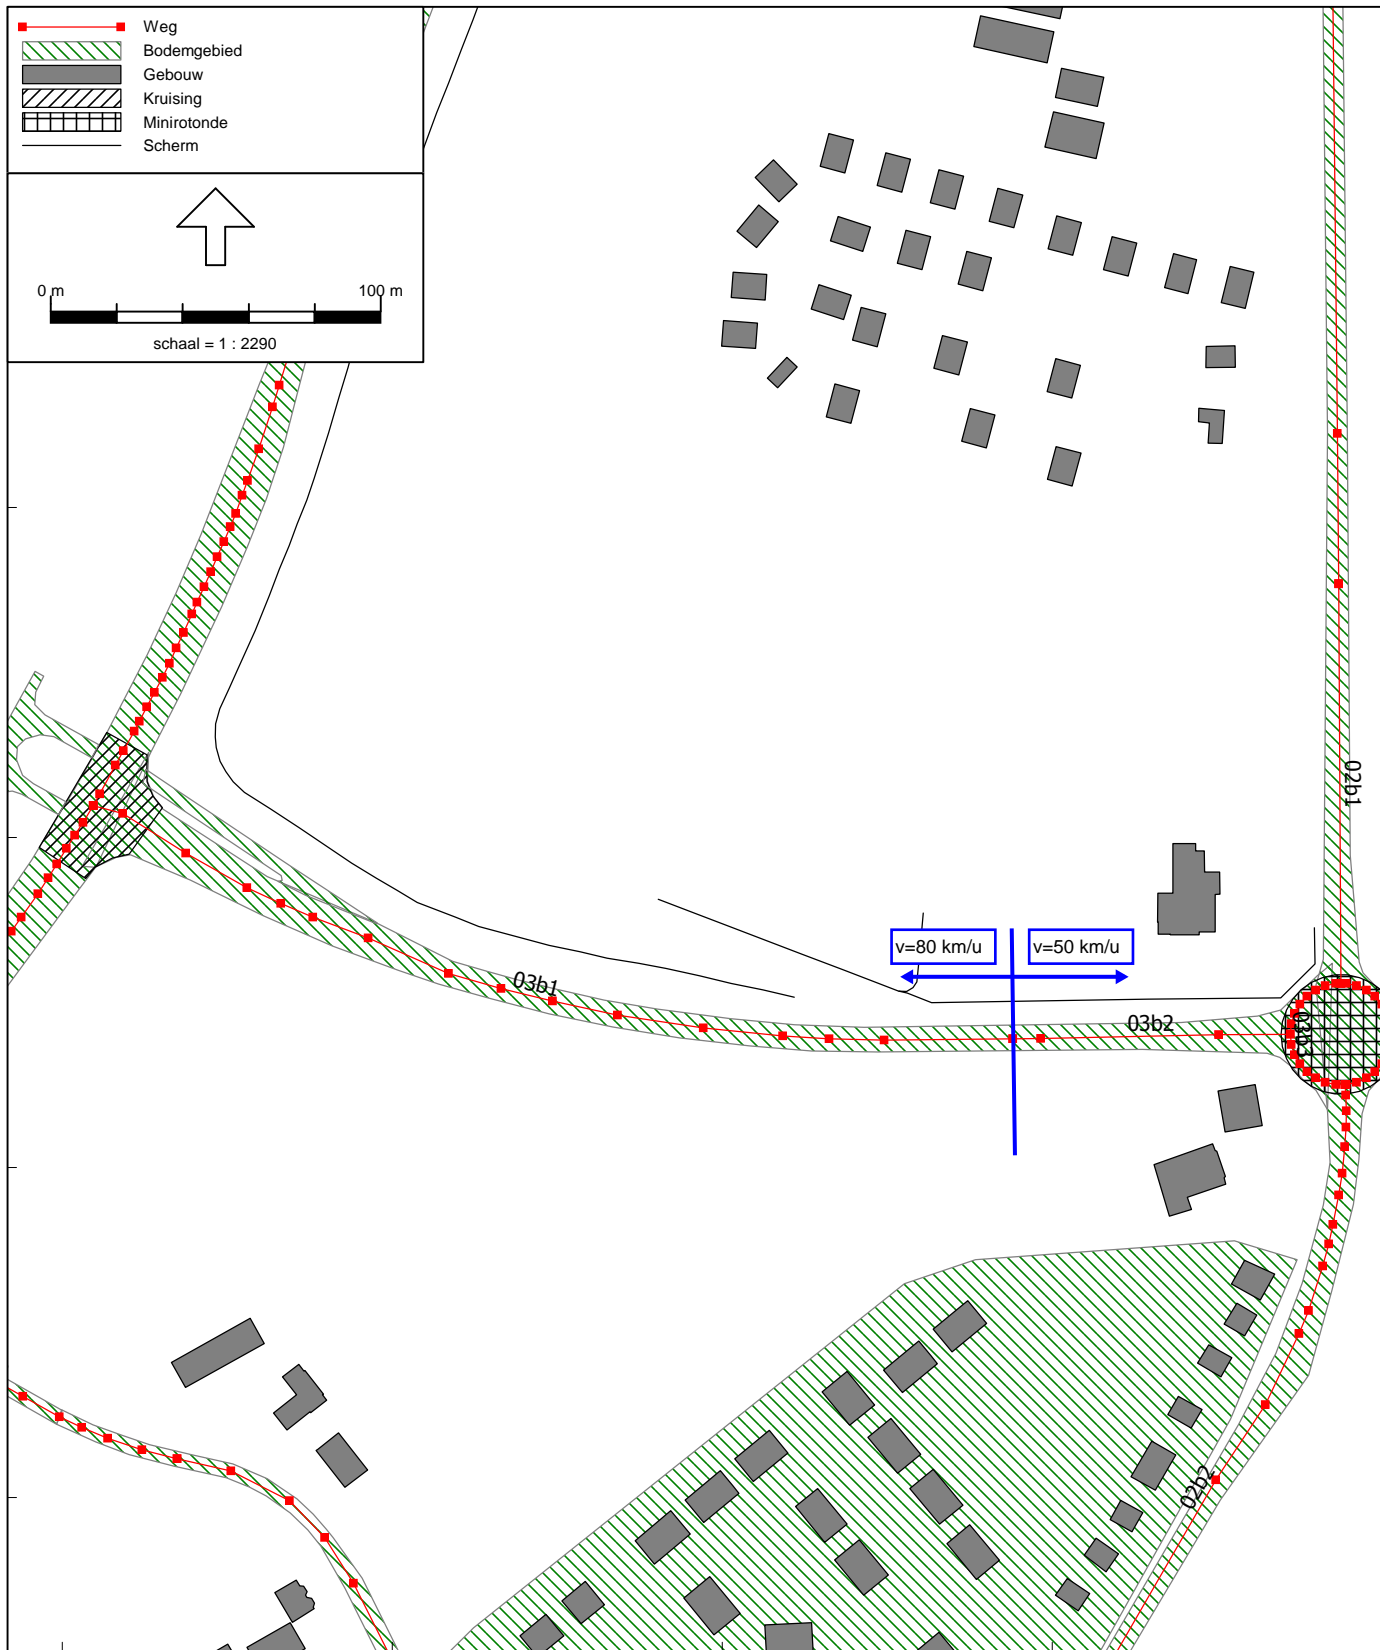 Weg
Bodemgebied
Gebouw
Kruising
Minirotonde
Scherm
0 m 100 m
schaal = 1 : 2290
02b1
v=80 km/u v=50 km/u
03b1
03b2
03b3
02b2